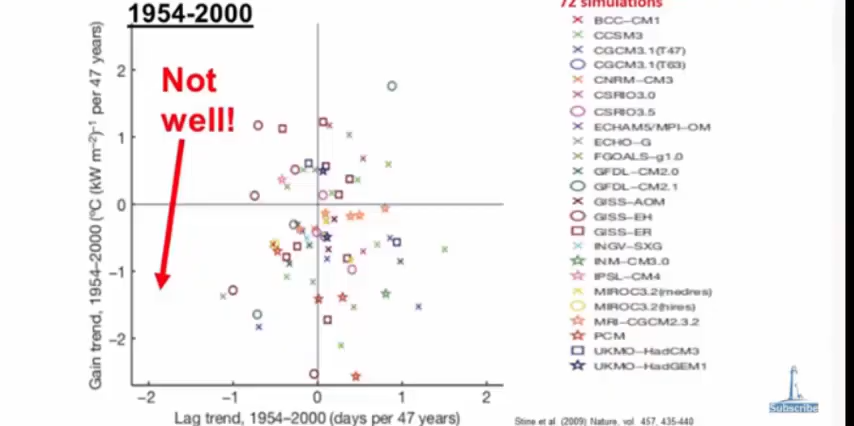 1954-2000
72 simulations
Not
well!
Gain trend, 1954–2000 (°C (kW m⁻²)⁻¹ per 47 years)
2
1
0
−1
−2
−2 −1 0 1 2
Lag trend, 1954–2000 (days per 47 years)
BCC–CM1
CCSM3
CGCM3.1(T47)
CGCM3.1(T63)
CNRM–CM3
CSRIO3.0
CSRIO3.5
ECHAM5/MPI–OM
ECHO–G
FGOALS–g1.0
GFDL–CM2.0
GFDL–CM2.1
GISS–AOM
GISS–EH
GISS–ER
INGV–SXG
INM–CM3.0
IPSL–CM4
MIROC3.2(medres)
MIROC3.2(hires)
MRI–CGCM2.3.2
PCM
UKMO–HadCM3
UKMO–HadGEM1
Subscribe
Stine et al. (2009) Nature, vol. 457, 435-440